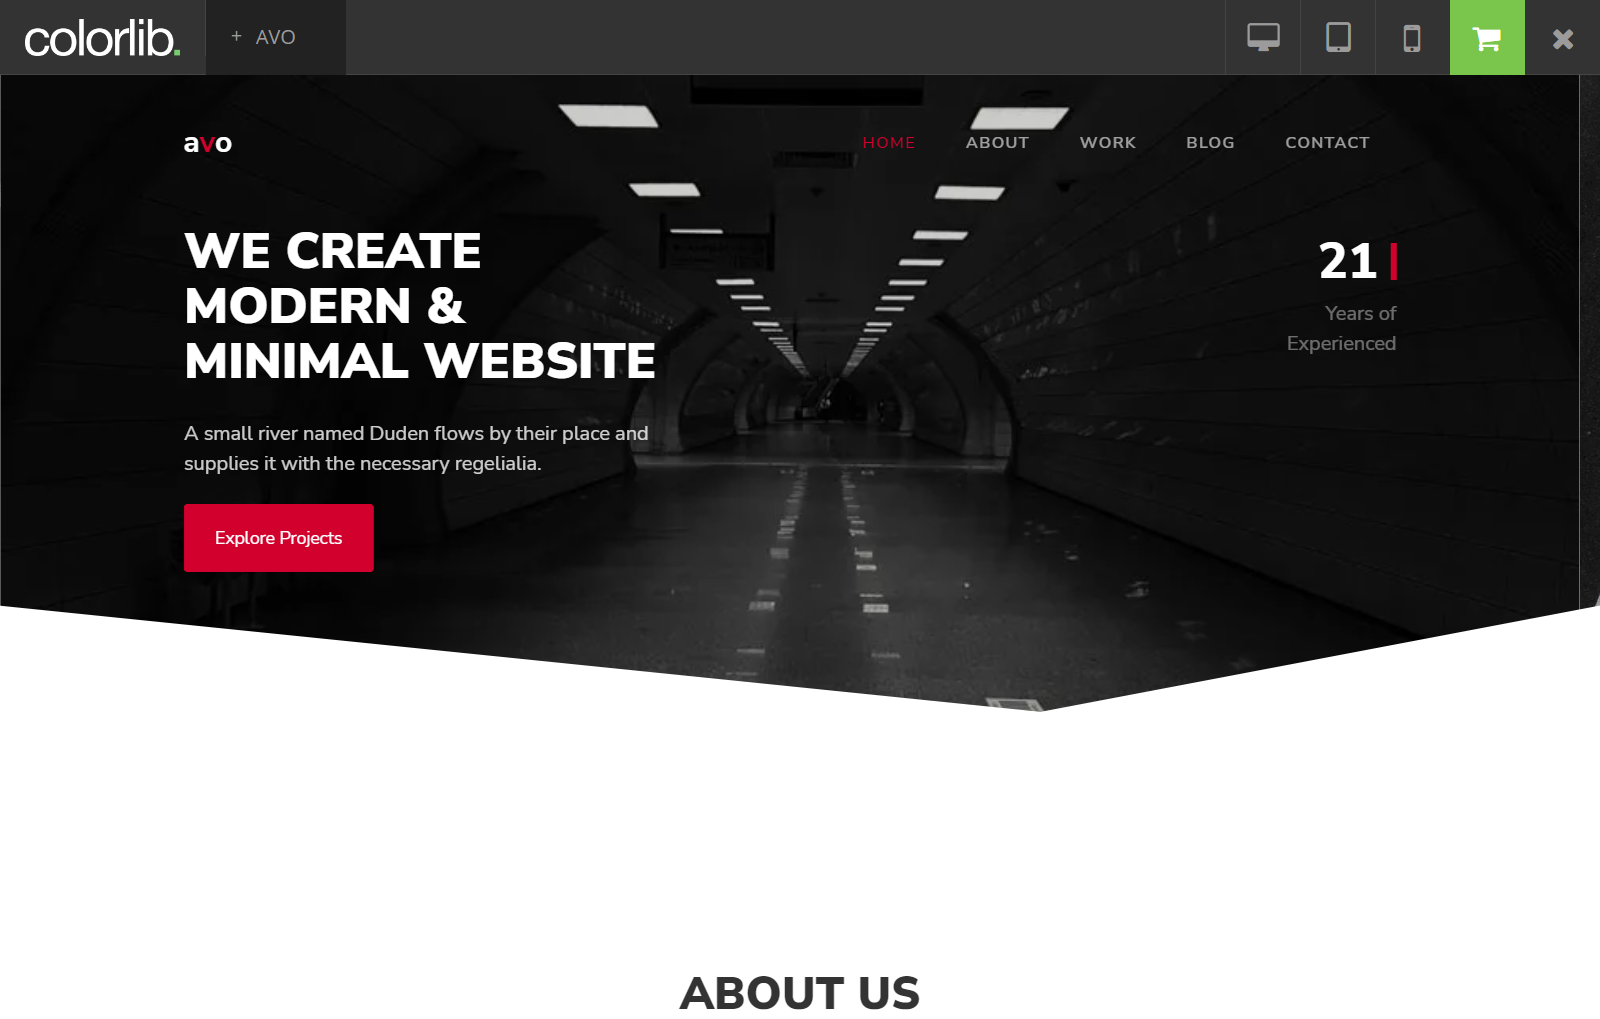 colorlib.
+ AVO
avo
HOME ABOUT WORK BLOG CONTACT
WE CREATE
MODERN &
MINIMAL WEBSITE
21
Years of
Experienced
A small river named Duden flows by their place and
supplies it with the necessary regelialia.
Explore Projects
ABOUT US